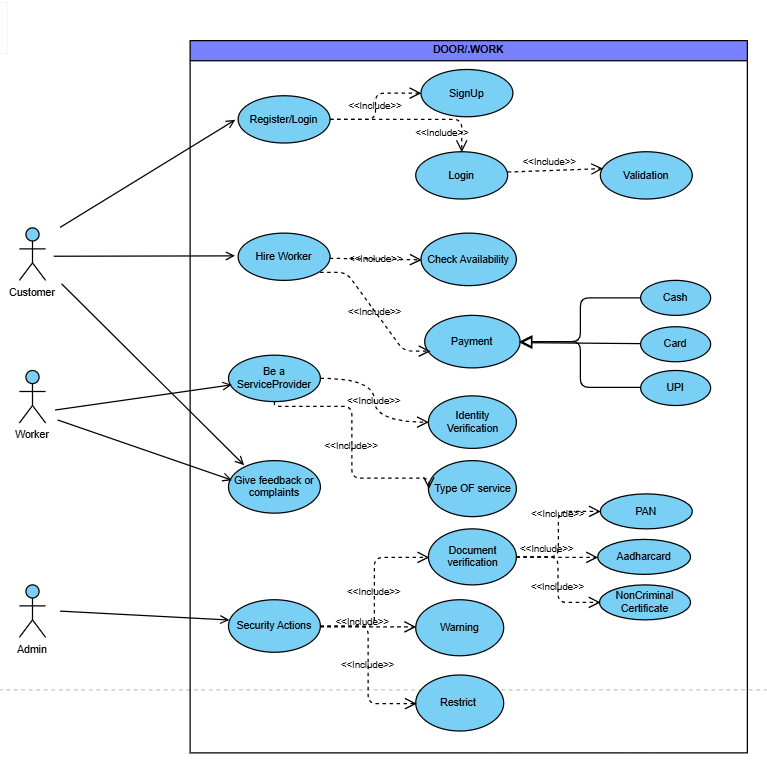 DOOR/.WORK
SignUp
<<Include>>
Register/Login
<<Include>>
<<Include>>
Login
Validation
Customer
Hire Worker
<<Include>>
Check Availability
<<Include>>
Cash
Payment
Card
UPI
Worker
Be a
ServiceProvider
<<Include>>
Identity
Verification
<<Include>>
Give feedback or
complaints
Type OF service
<<Include>>
PAN
Document
verification
<<Include>>
Aadharcard
<<Include>>
NonCriminal
Certificate
<<Include>>
Admin
Security Actions
<<Include>>
Warning
<<Include>>
Restrict